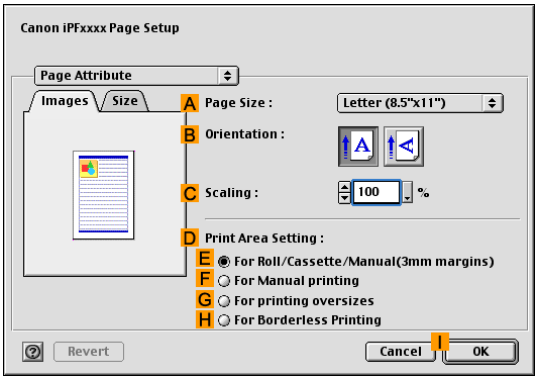 Canon iPFxxxx Page Setup
Page Attribute
Images Size
A Page Size : Letter (8.5"x11")
B Orientation :
A A
C Scaling : 100 %
D Print Area Setting :
E For Roll/Cassette/Manual(3mm margins)
F For Manual printing
G For printing oversizes
H For Borderless Printing
? Revert Cancel I OK